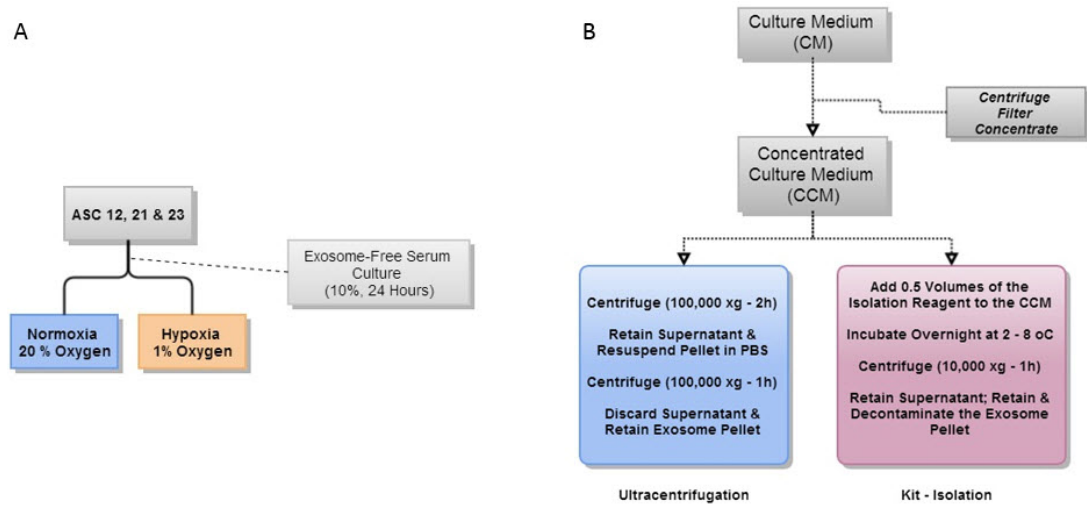 A
ASC 12, 21 & 23
Exosome-Free Serum
Culture
(10%, 24 Hours)
Normoxia
20 % Oxygen
Hypoxia
1% Oxygen
B
Culture Medium
(CM)
Centrifuge
Filter
Concentrate
Concentrated
Culture Medium
(CCM)
Centrifuge (100,000 xg - 2h)
Retain Supernatant &
Resuspend Pellet in PBS
Centrifuge (100,000 xg - 1h)
Discard Supernatant &
Retain Exosome Pellet
Ultracentrifugation
Add 0.5 Volumes of the
Isolation Reagent to the CCM
Incubate Overnight at 2 - 8 oC
Centrifuge (10,000 xg - 1h)
Retain Supernatant; Retain &
Decontaminate the Exosome
Pellet
Kit - Isolation